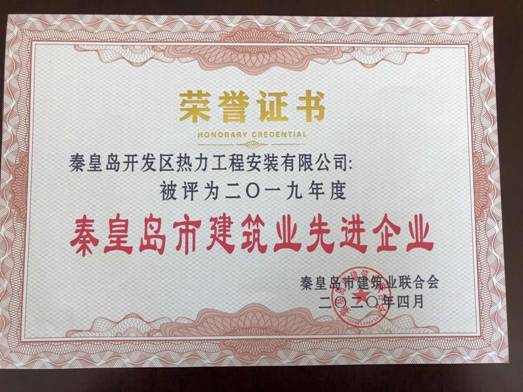 荣誉证书
HONORARY CREDENTIAL
秦皇岛开发区热力工程安装有限公司:
被评为二〇一九年度
秦皇岛市建筑业先进企业
秦皇岛市建筑业联合会
二〇二〇年四月